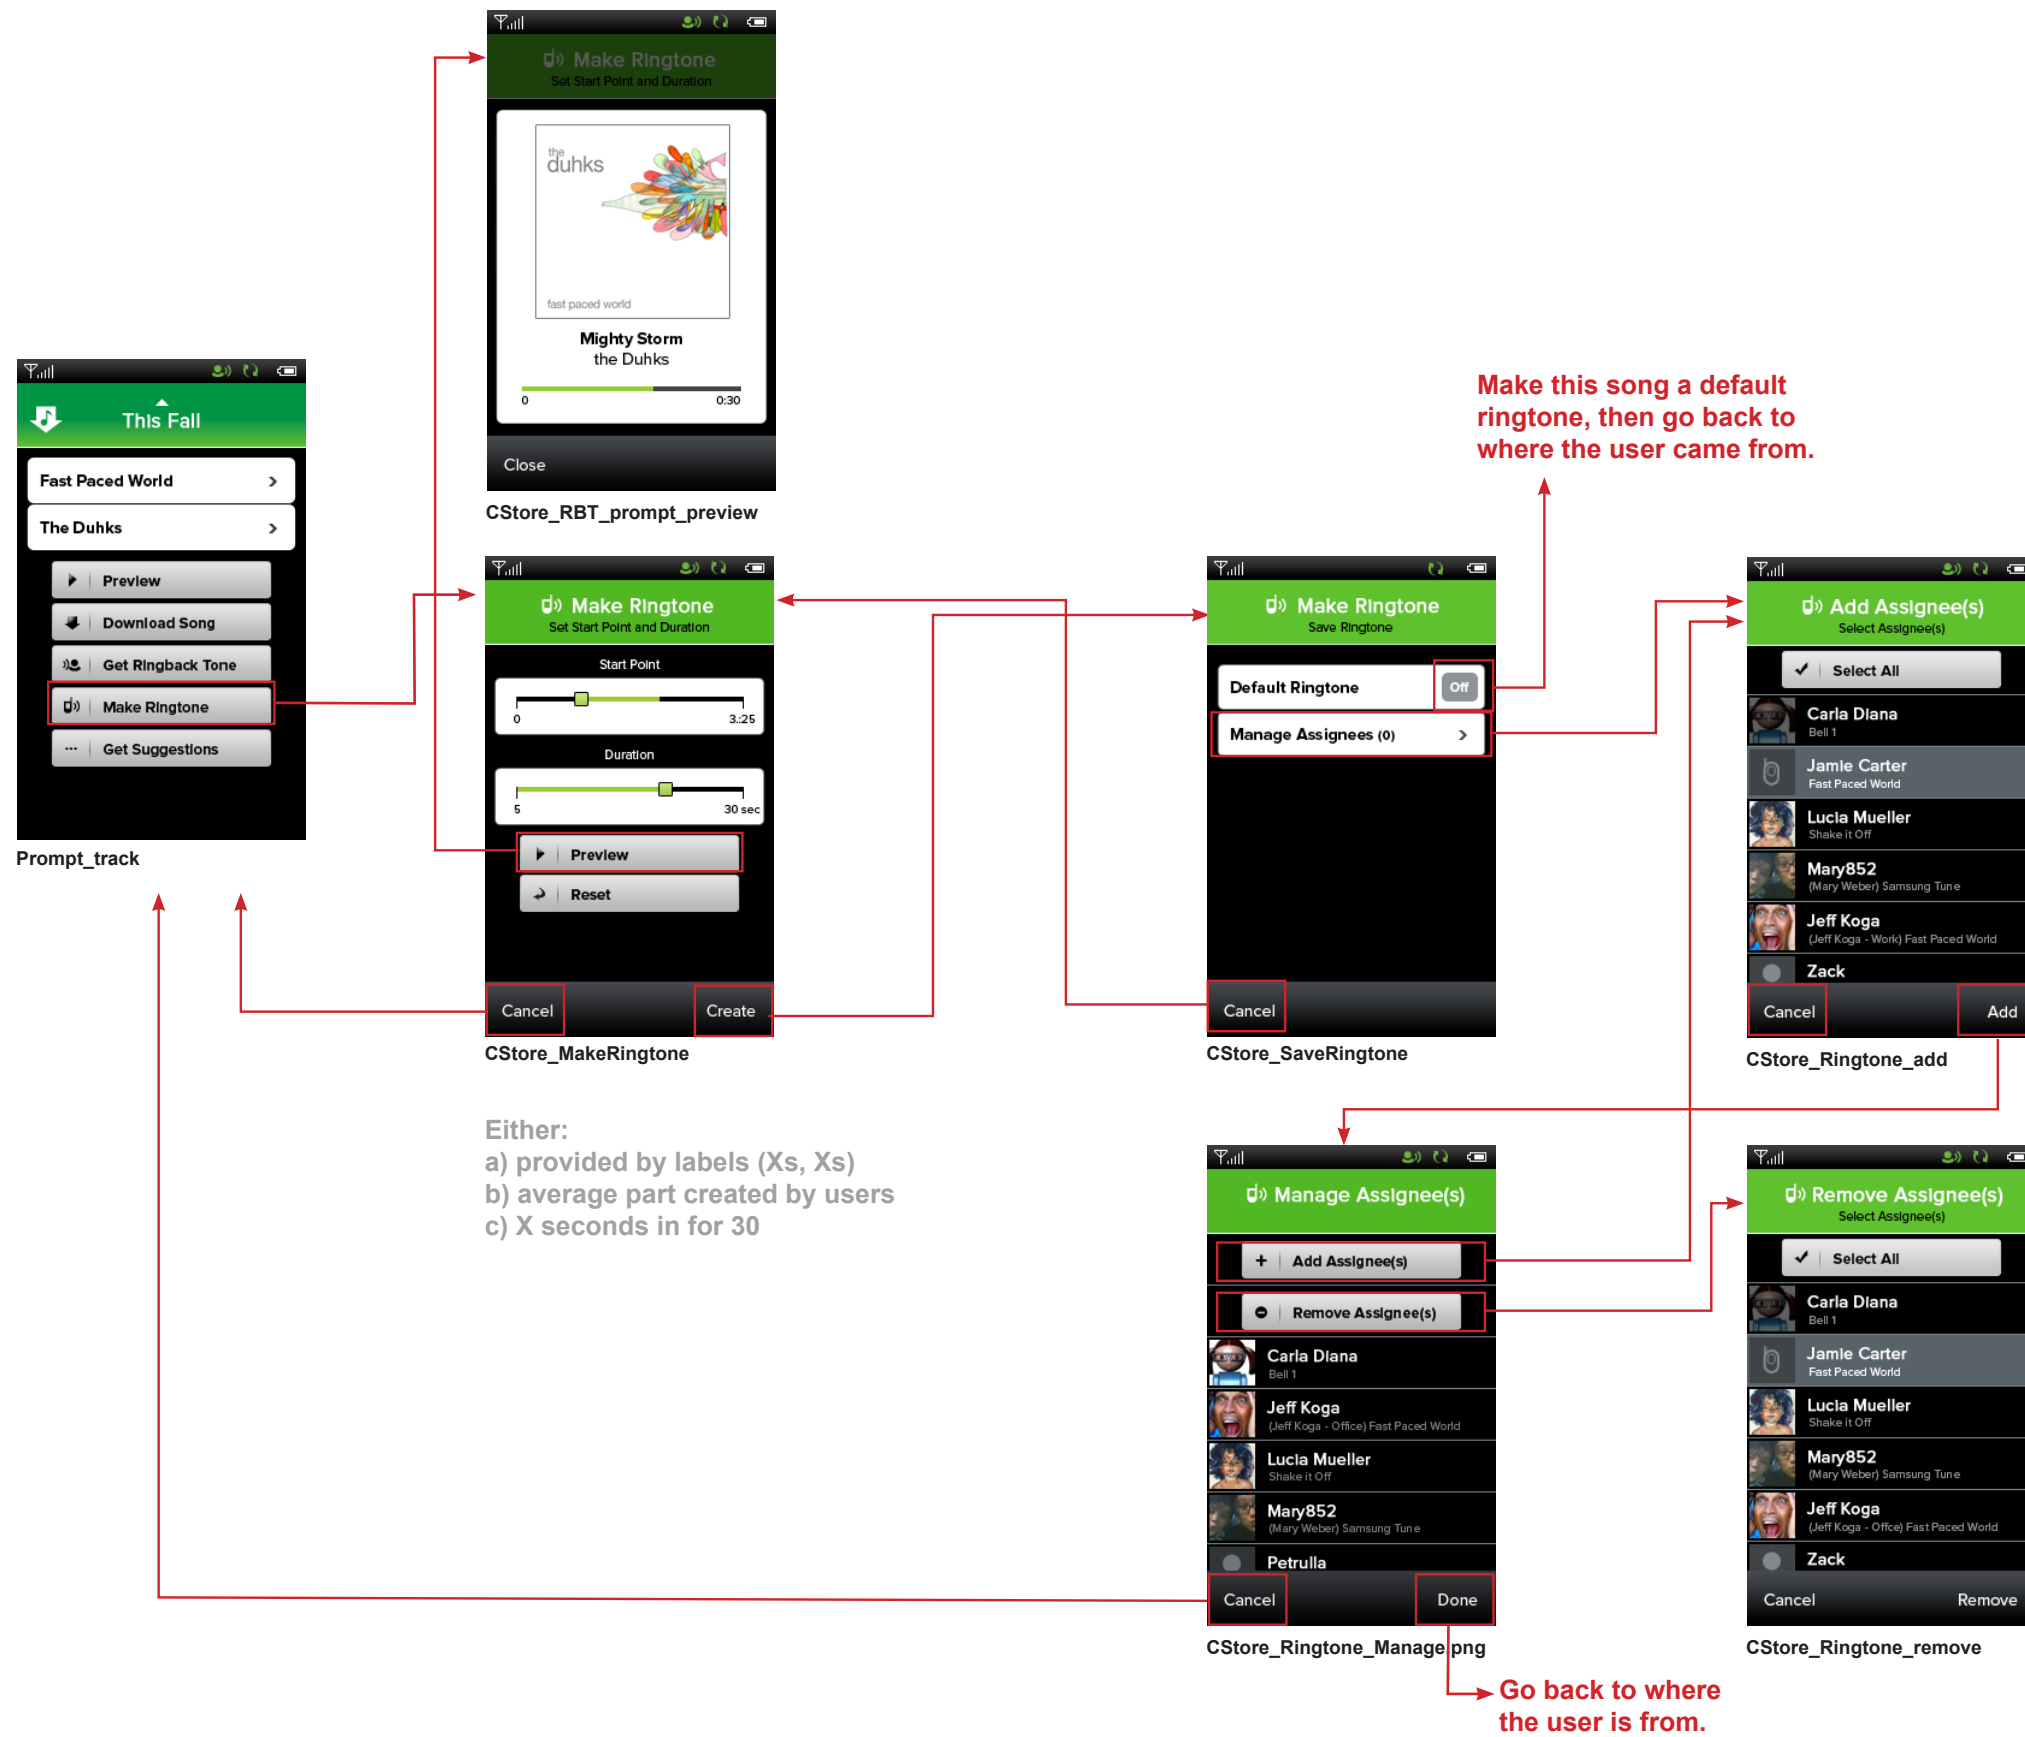 Make Ringtone
Set Start Point and Duration
the
duhks
fast paced world
Mighty Storm
the Duhks
0 0:30
Close
CStore_RBT_prompt_preview
This Fall
Fast Paced World
The Duhks
Preview
Download Song
Get Ringback Tone
Make Ringtone
Get Suggestions
Prompt_track
Make Ringtone
Set Start Point and Duration
Start Point
0 3.:25
Duration
5 30 sec
Preview
Reset
Cancel Create
CStore_MakeRingtone
Either:
a) provided by labels (Xs, Xs)
b) average part created by users
c) X seconds in for 30
Make this song a default
ringtone, then go back to
where the user came from.
Make Ringtone
Save Ringtone
Default Ringtone Off
Manage Assignees (0)
Cancel
CStore_SaveRingtone
Add Assignee(s)
Select Assignee(s)
Select All
Carla Diana
Bell 1
Jamie Carter
Fast Paced World
Lucia Mueller
Shake it Off
Mary852
(Mary Weber) Samsung Tune
Jeff Koga
(Jeff Koga - Work) Fast Paced World
Zack
Cancel Add
CStore_Ringtone_add
Manage Assignee(s)
Add Assignee(s)
Remove Assignee(s)
Carla Diana
Bell 1
Jeff Koga
(Jeff Koga - Office) Fast Paced World
Lucia Mueller
Shake it Off
Mary852
(Mary Weber) Samsung Tune
Petrulla
Cancel Done
CStore_Ringtone_Manage.png
Go back to where
the user is from.
Remove Assignee(s)
Select Assignee(s)
Select All
Carla Diana
Bell 1
Jamie Carter
Fast Paced World
Lucia Mueller
Shake it Off
Mary852
(Mary Weber) Samsung Tune
Jeff Koga
(Jeff Koga - Offce) Fast Paced World
Zack
Cancel Remove
CStore_Ringtone_remove